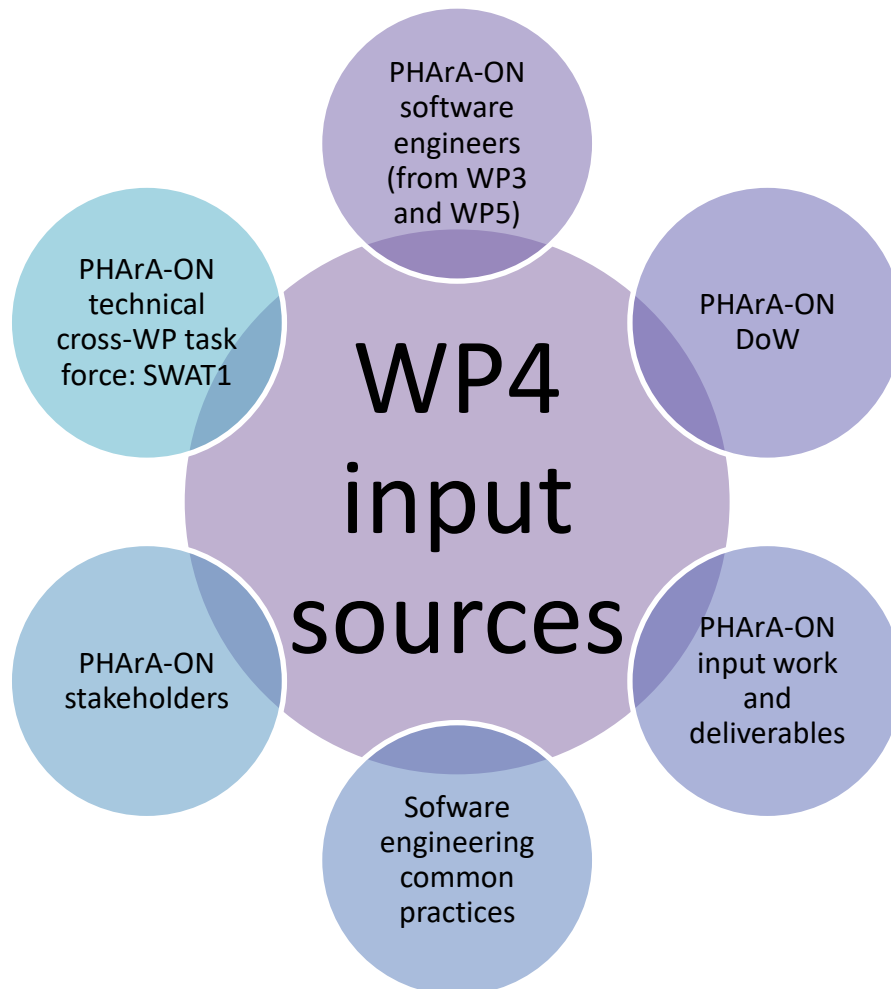 PHArA-ON
software
engineers
(from WP3
and WP5)
PHArA-ON
DoW
PHArA-ON
input work
and
deliverables
Sofware
engineering
common
practices
PHArA-ON
stakeholders
PHArA-ON
technical
cross-WP task
force: SWAT1
WP4
input
sources